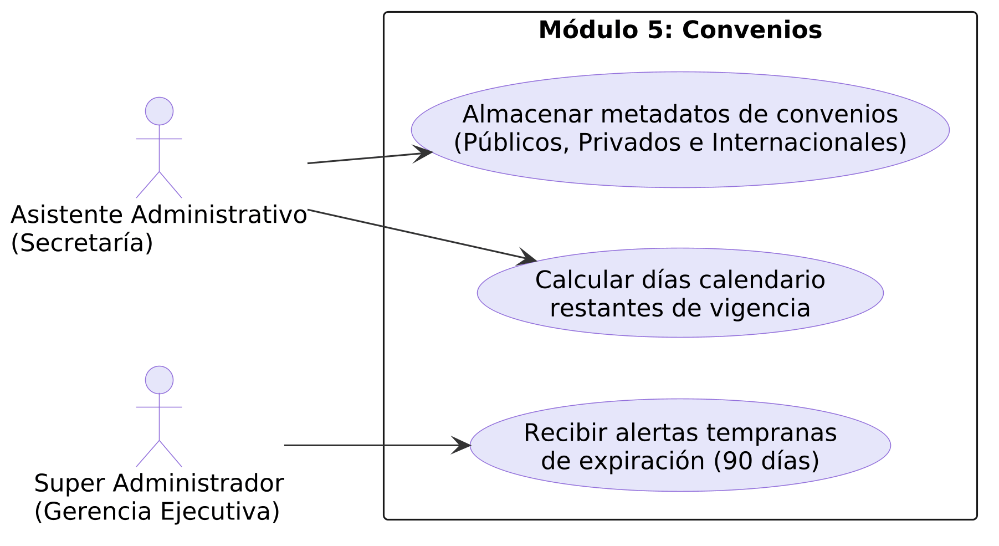 Módulo 5: Convenios
Almacenar metadatos de convenios
(Públicos, Privados e Internacionales)
Asistente Administrativo
(Secretaría)
Calcular días calendario
restantes de vigencia
Recibir alertas tempranas
de expiración (90 días)
Super Administrador
(Gerencia Ejecutiva)